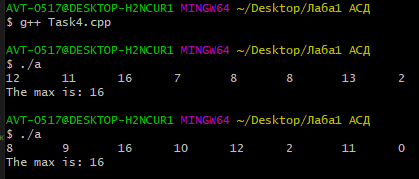 AVT-0517@DESKTOP-H2NCUR1 MINGW64 ~/Desktop/Лаба1 АСД
$ g++ Task4.cpp
AVT-0517@DESKTOP-H2NCUR1 MINGW64 ~/Desktop/Лаба1 АСД
$ ./a
12 11 16 7 8 8 13 2
The max is: 16
AVT-0517@DESKTOP-H2NCUR1 MINGW64 ~/Desktop/Лаба1 АСД
$ ./a
8 9 16 10 12 2 11 0
The max is: 16